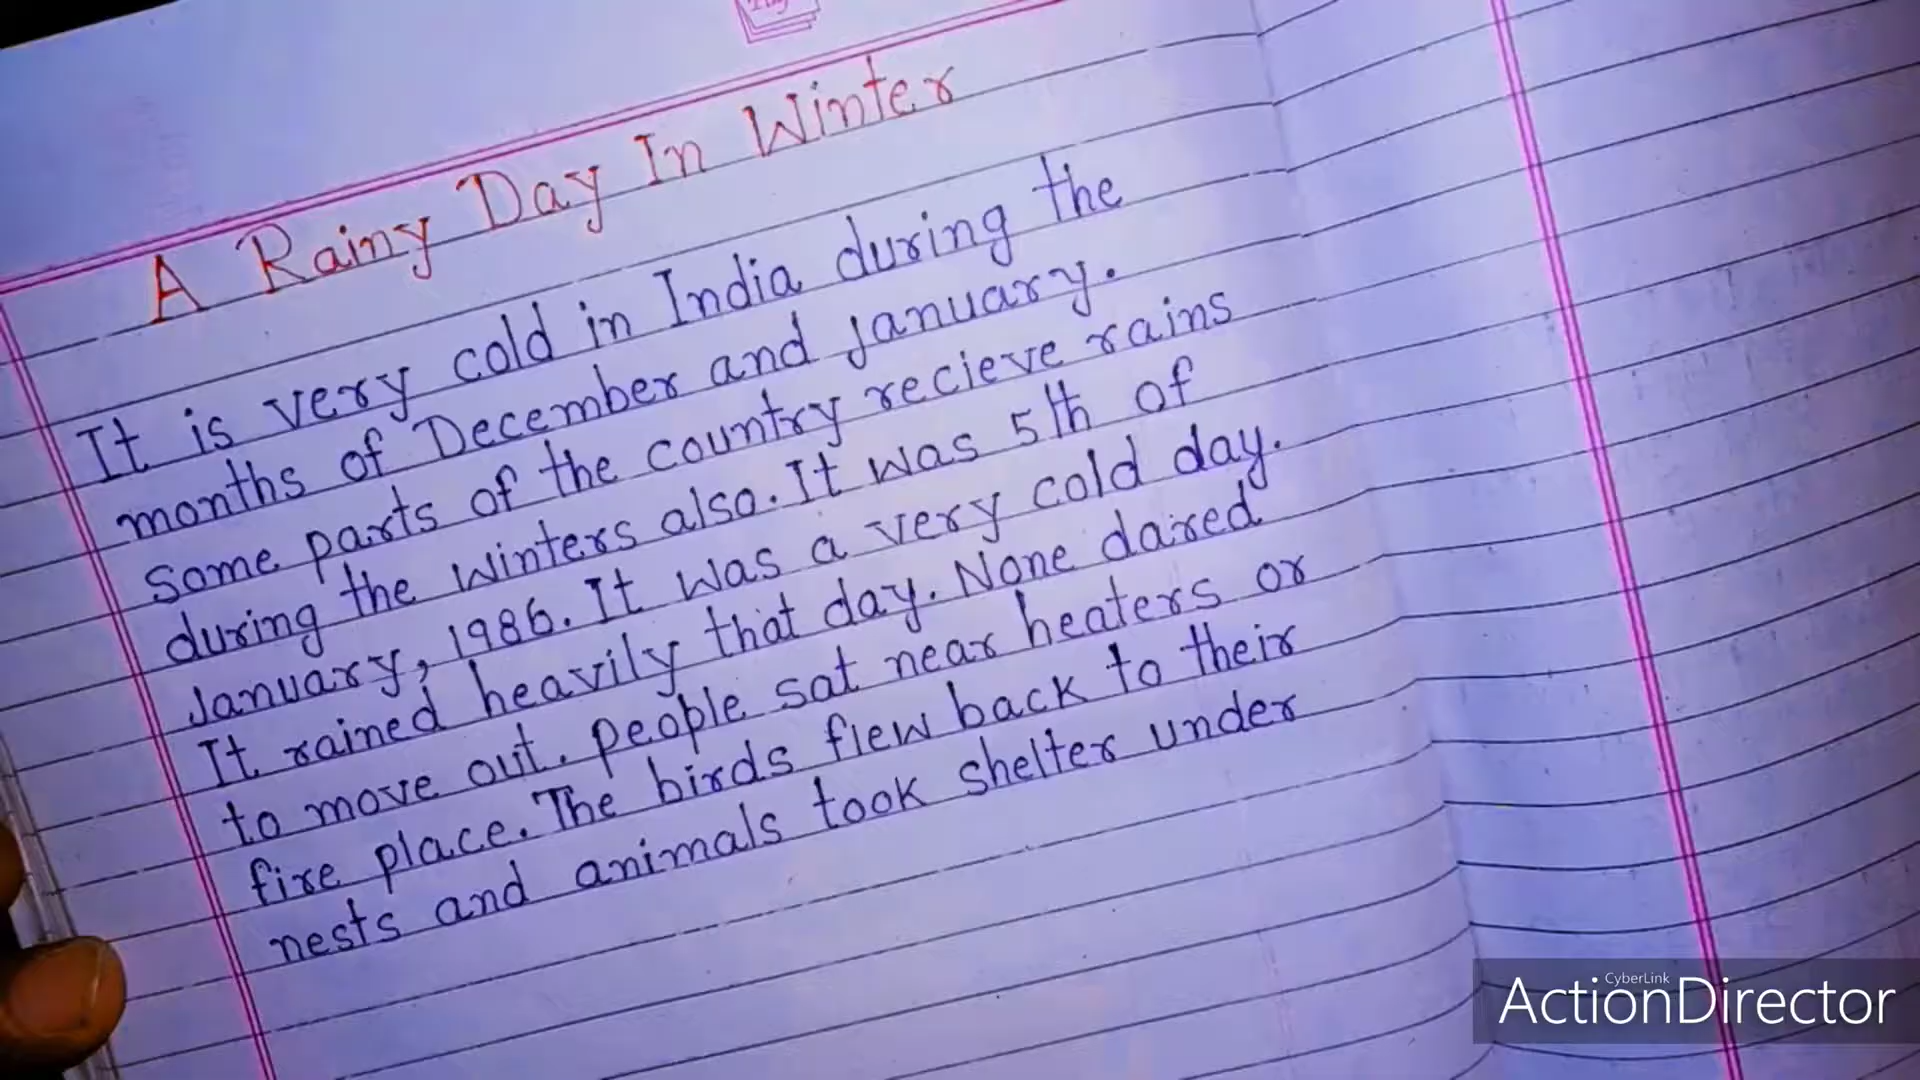 A Rainy Day In Winter
It is very cold in India during the
months of December and January.
Some parts of the country recieve rains
during the winters also. It was 5th of
January, 1986. It was a very cold day.
It rained heavily that day. None dared
to move out. people sat near heaters or
fire place. The birds flew back to their
nests and animals took shelter under
CyberLink
ActionDirector